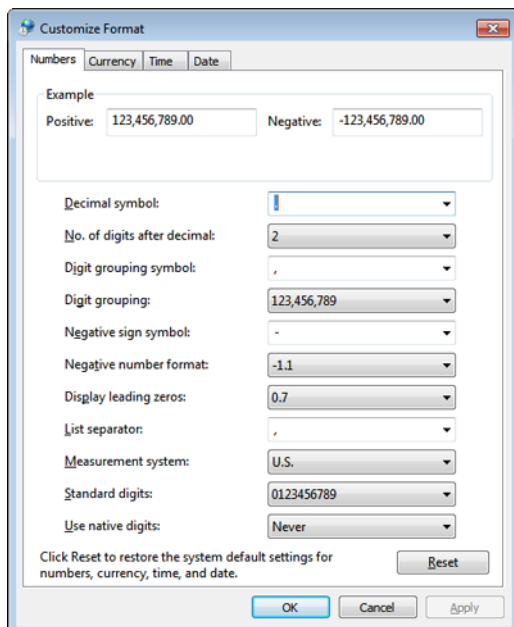 Customize Format
Numbers Currency Time Date
Example
Positive: 123,456,789.00 Negative: -123,456,789.00
Decimal symbol: .
No. of digits after decimal: 2
Digit grouping symbol: ,
Digit grouping: 123,456,789
Negative sign symbol: -
Negative number format: -1.1
Display leading zeros: 0.7
List separator: ,
Measurement system: U.S.
Standard digits: 0123456789
Use native digits: Never
Click Reset to restore the system default settings for
numbers, currency, time, and date.
Reset
OK Cancel Apply